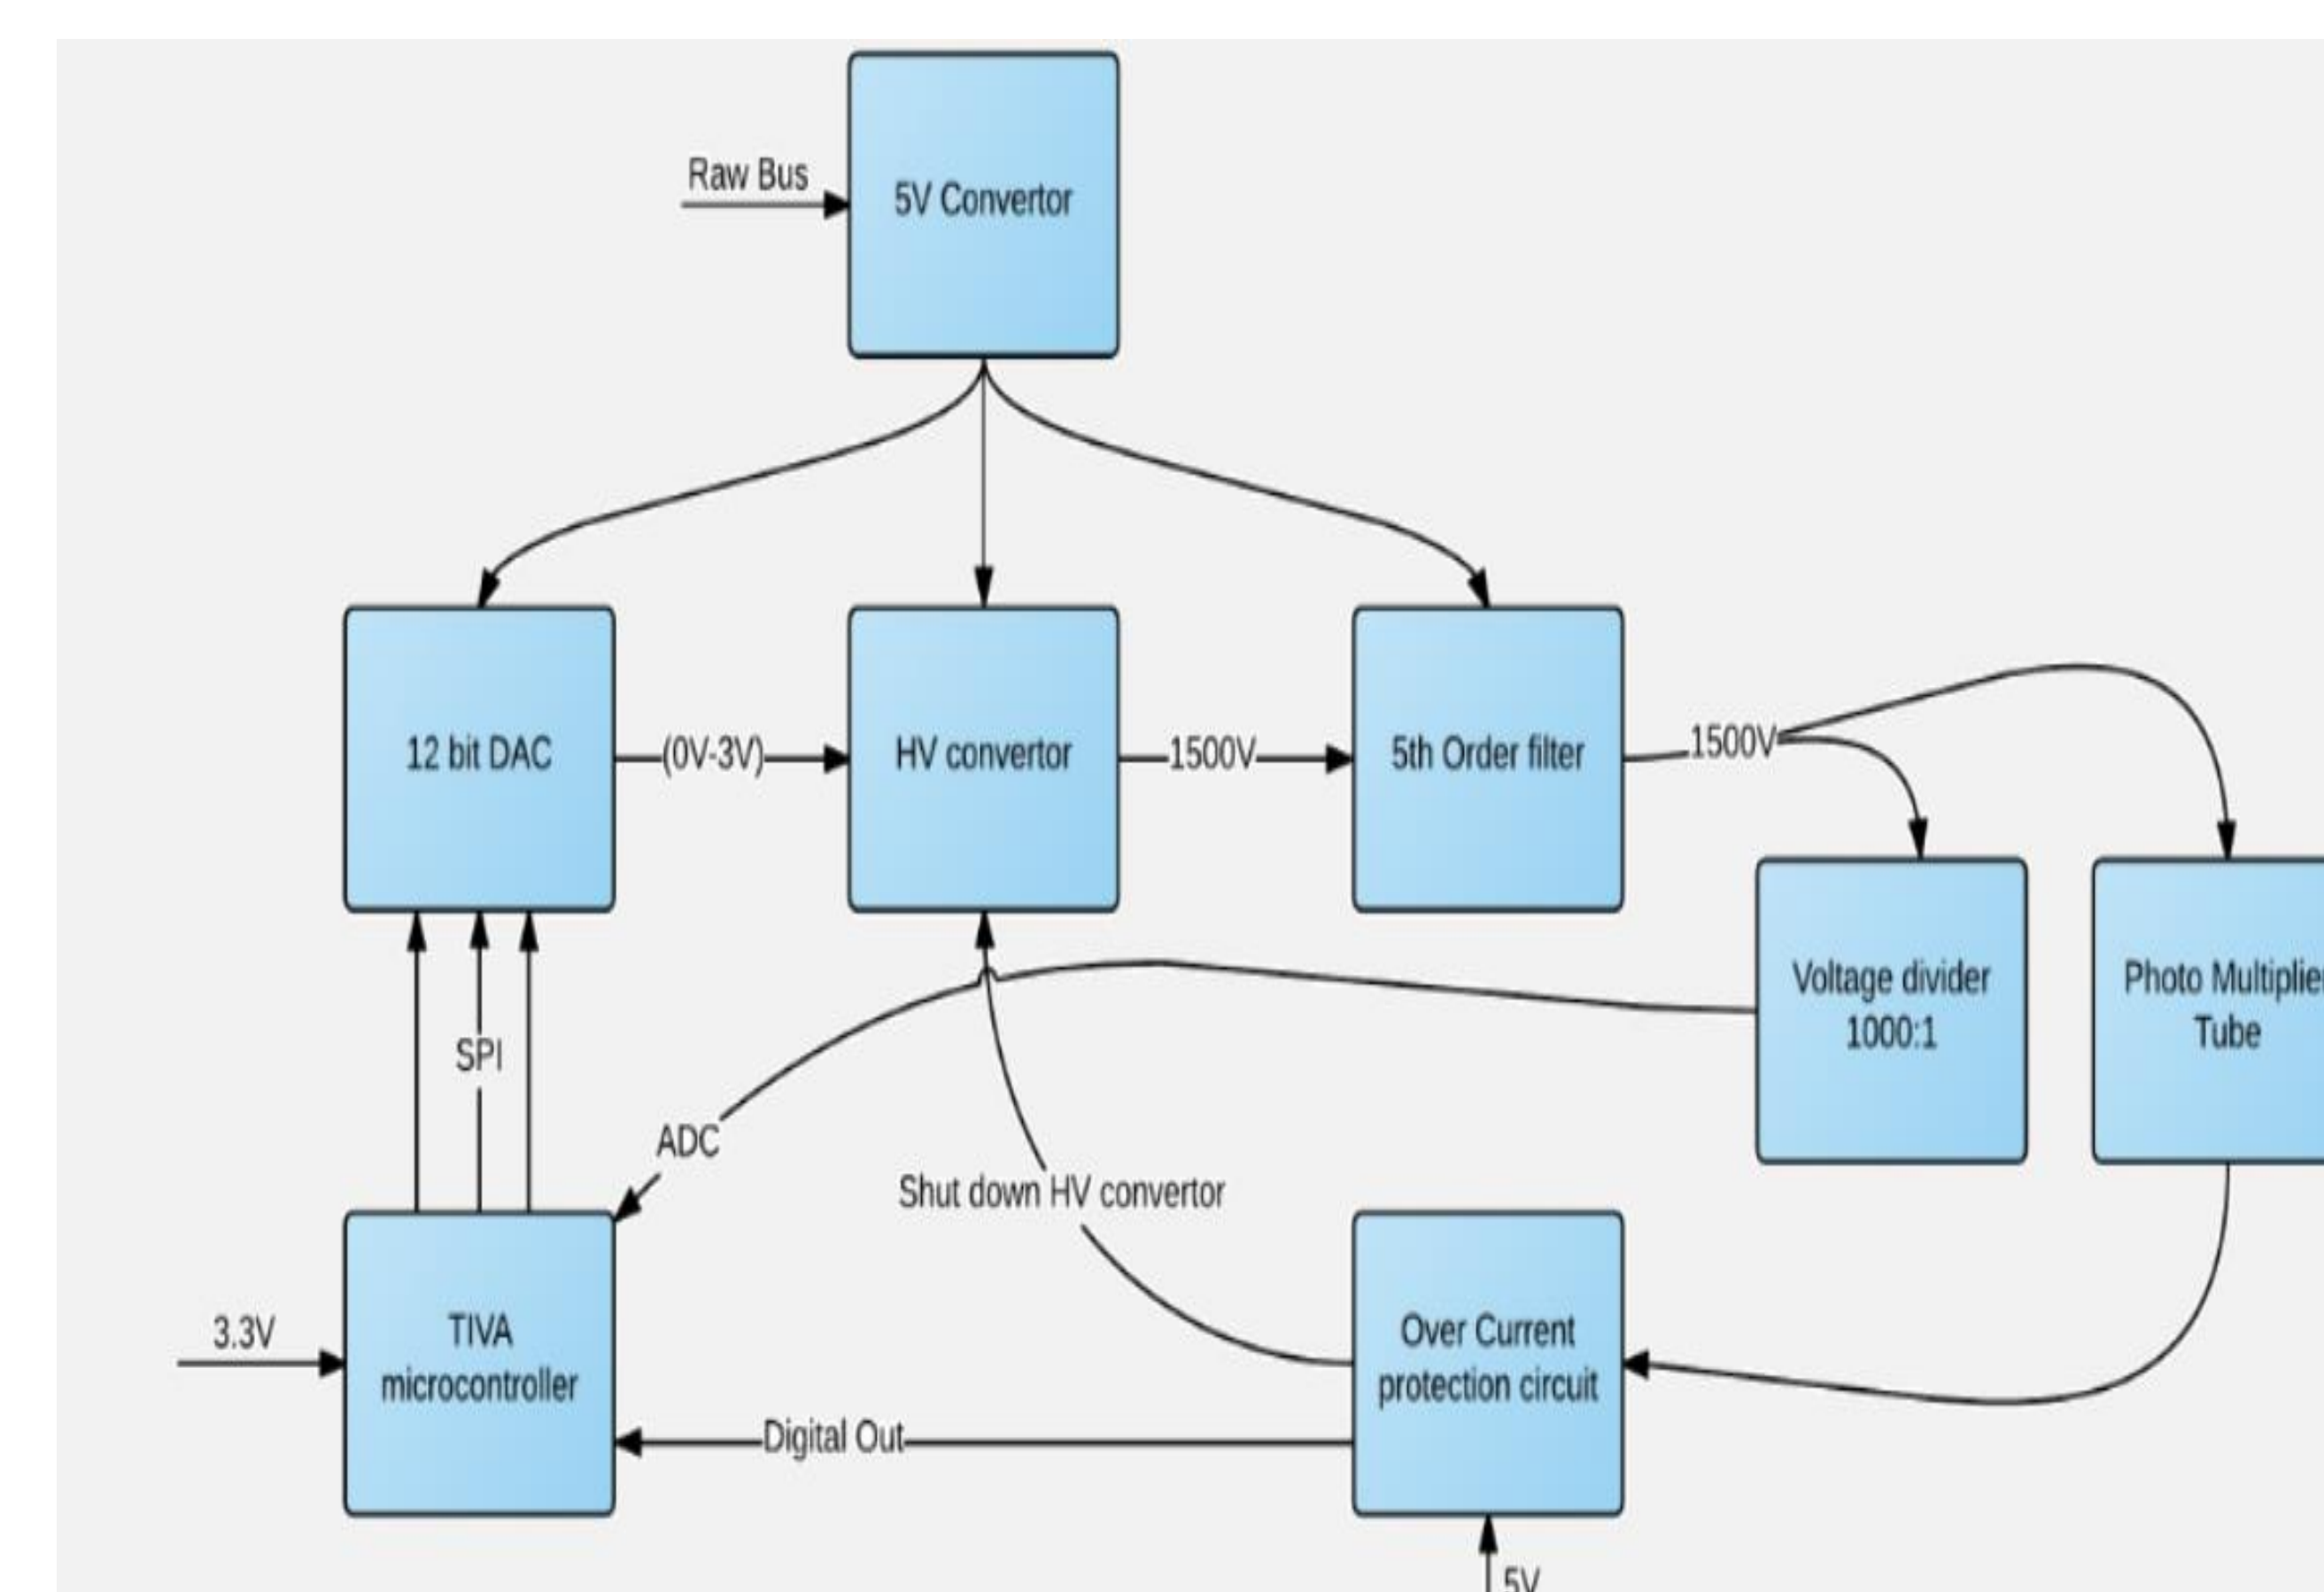 Raw Bus
5V Convertor
12 bit DAC
(0V-3V)
HV convertor
1500V
5th Order filter
1500V
Voltage divider
1000:1
Photo Multiplier
Tube
SPI
ADC
Shut down HV convertor
3.3V
TIVA
microcontroller
Over Current
protection circuit
Digital Out
5V